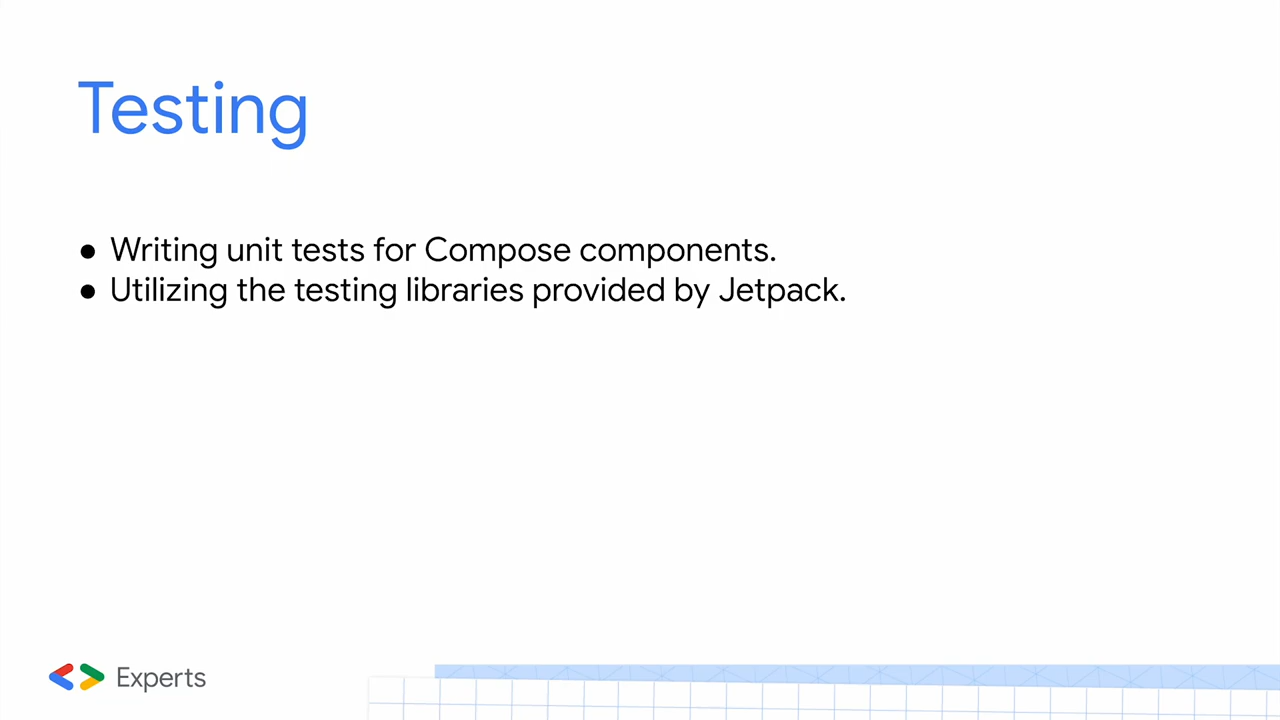 Testing
● Writing unit tests for Compose components.
● Utilizing the testing libraries provided by Jetpack.
Experts